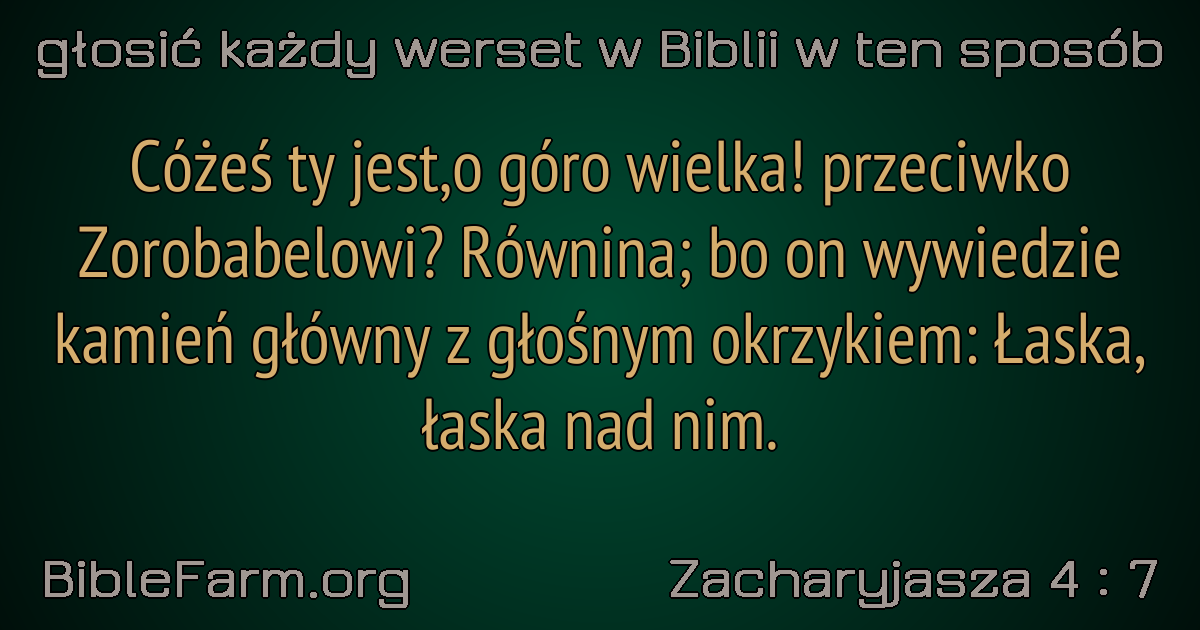 głosić każdy werset w Biblii w ten sposób
Cóżeś ty jest,o góro wielka! przeciwko
Zorobabelowi? Równina; bo on wywiedzie
kamień główny z głośnym okrzykiem: Łaska,
łaska nad nim.
BibleFarm.org
Zacharyjasza 4 : 7